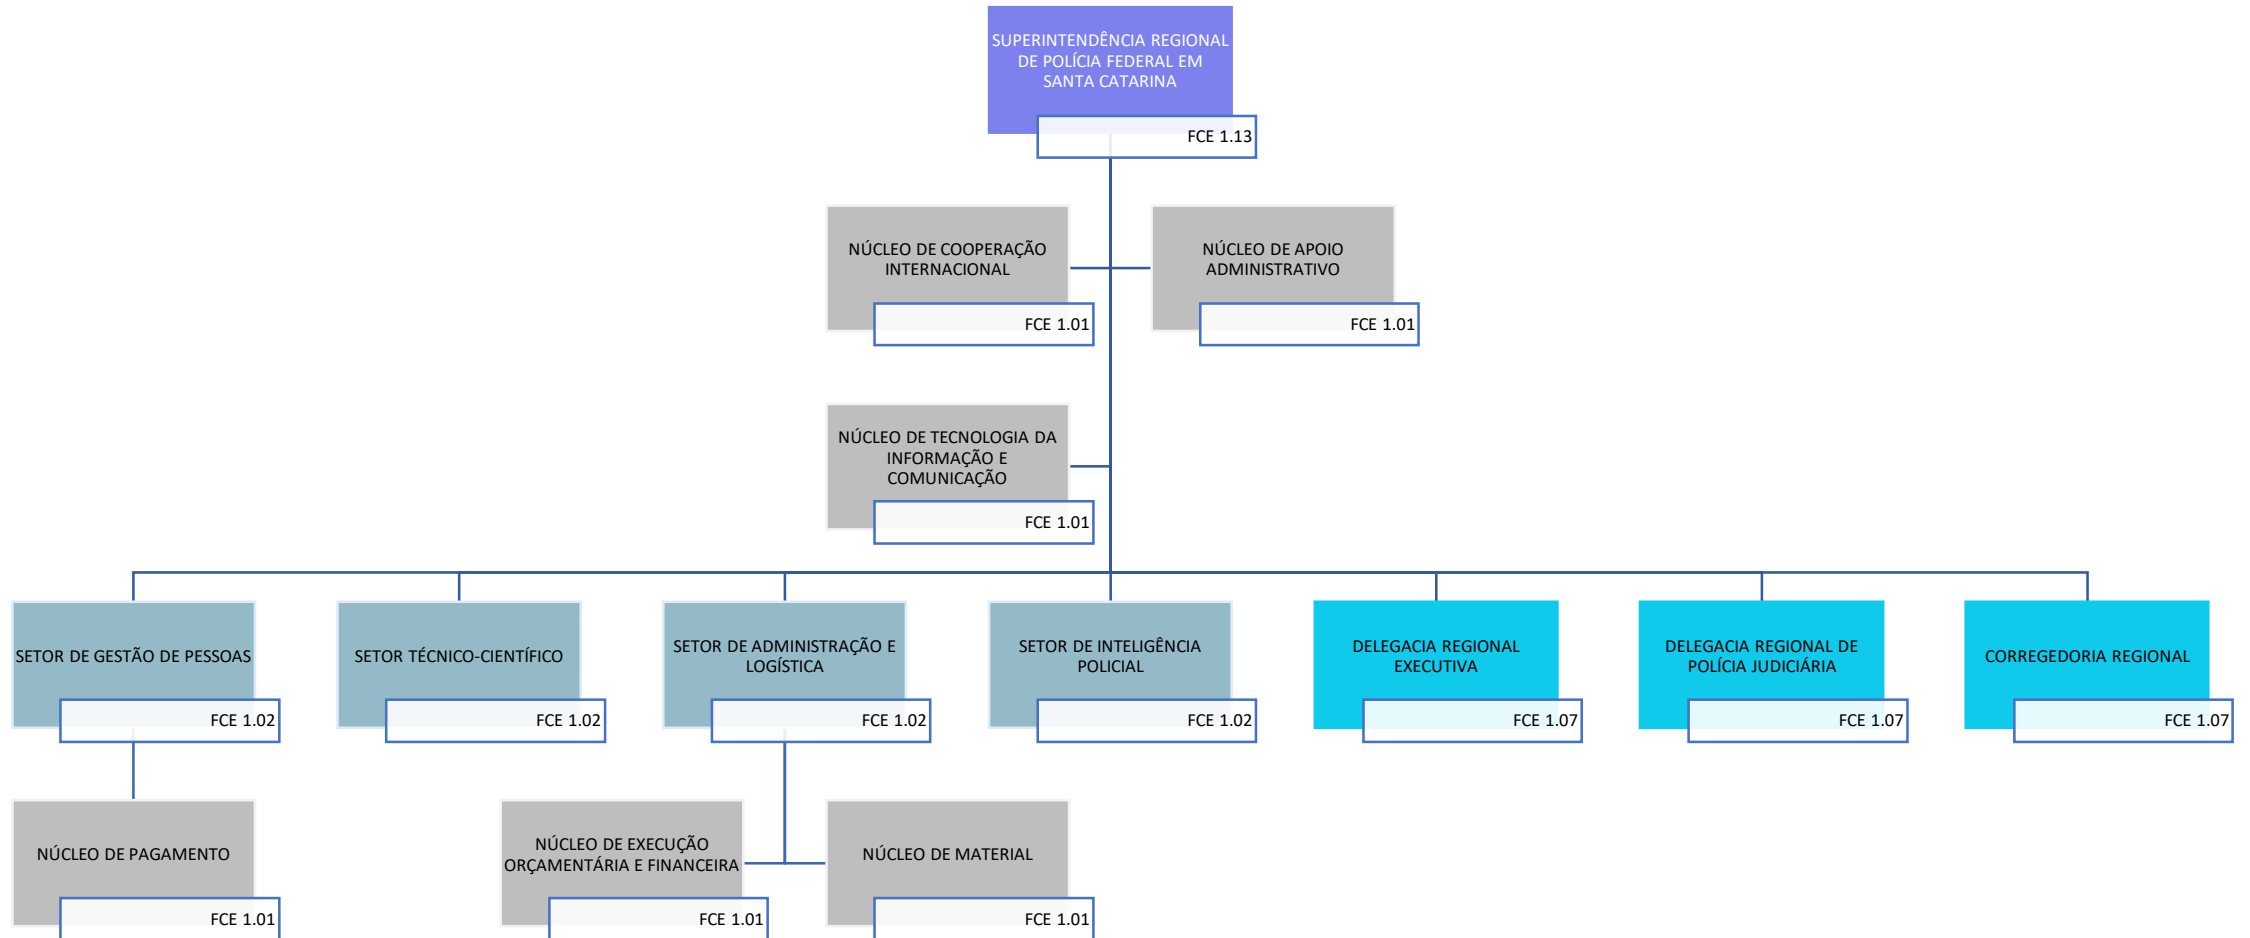 SUPERINTENDÊNCIA REGIONAL
DE POLÍCIA FEDERAL EM
SANTA CATARINA
FCE 1.13
NÚCLEO DE COOPERAÇÃO
INTERNACIONAL
FCE 1.01
NÚCLEO DE APOIO
ADMINISTRATIVO
FCE 1.01
NÚCLEO DE TECNOLOGIA DA
INFORMAÇÃO E
COMUNICAÇÃO
FCE 1.01
SETOR DE GESTÃO DE PESSOAS
FCE 1.02
SETOR TÉCNICO-CIENTÍFICO
FCE 1.02
SETOR DE ADMINISTRAÇÃO E
LOGÍSTICA
FCE 1.02
SETOR DE INTELIGÊNCIA
POLICIAL
FCE 1.02
DELEGACIA REGIONAL
EXECUTIVA
FCE 1.07
DELEGACIA REGIONAL DE
POLÍCIA JUDICIÁRIA
FCE 1.07
CORREGEDORIA REGIONAL
FCE 1.07
NÚCLEO DE PAGAMENTO
FCE 1.01
NÚCLEO DE EXECUÇÃO
ORÇAMENTÁRIA E FINANCEIRA
FCE 1.01
NÚCLEO DE MATERIAL
FCE 1.01